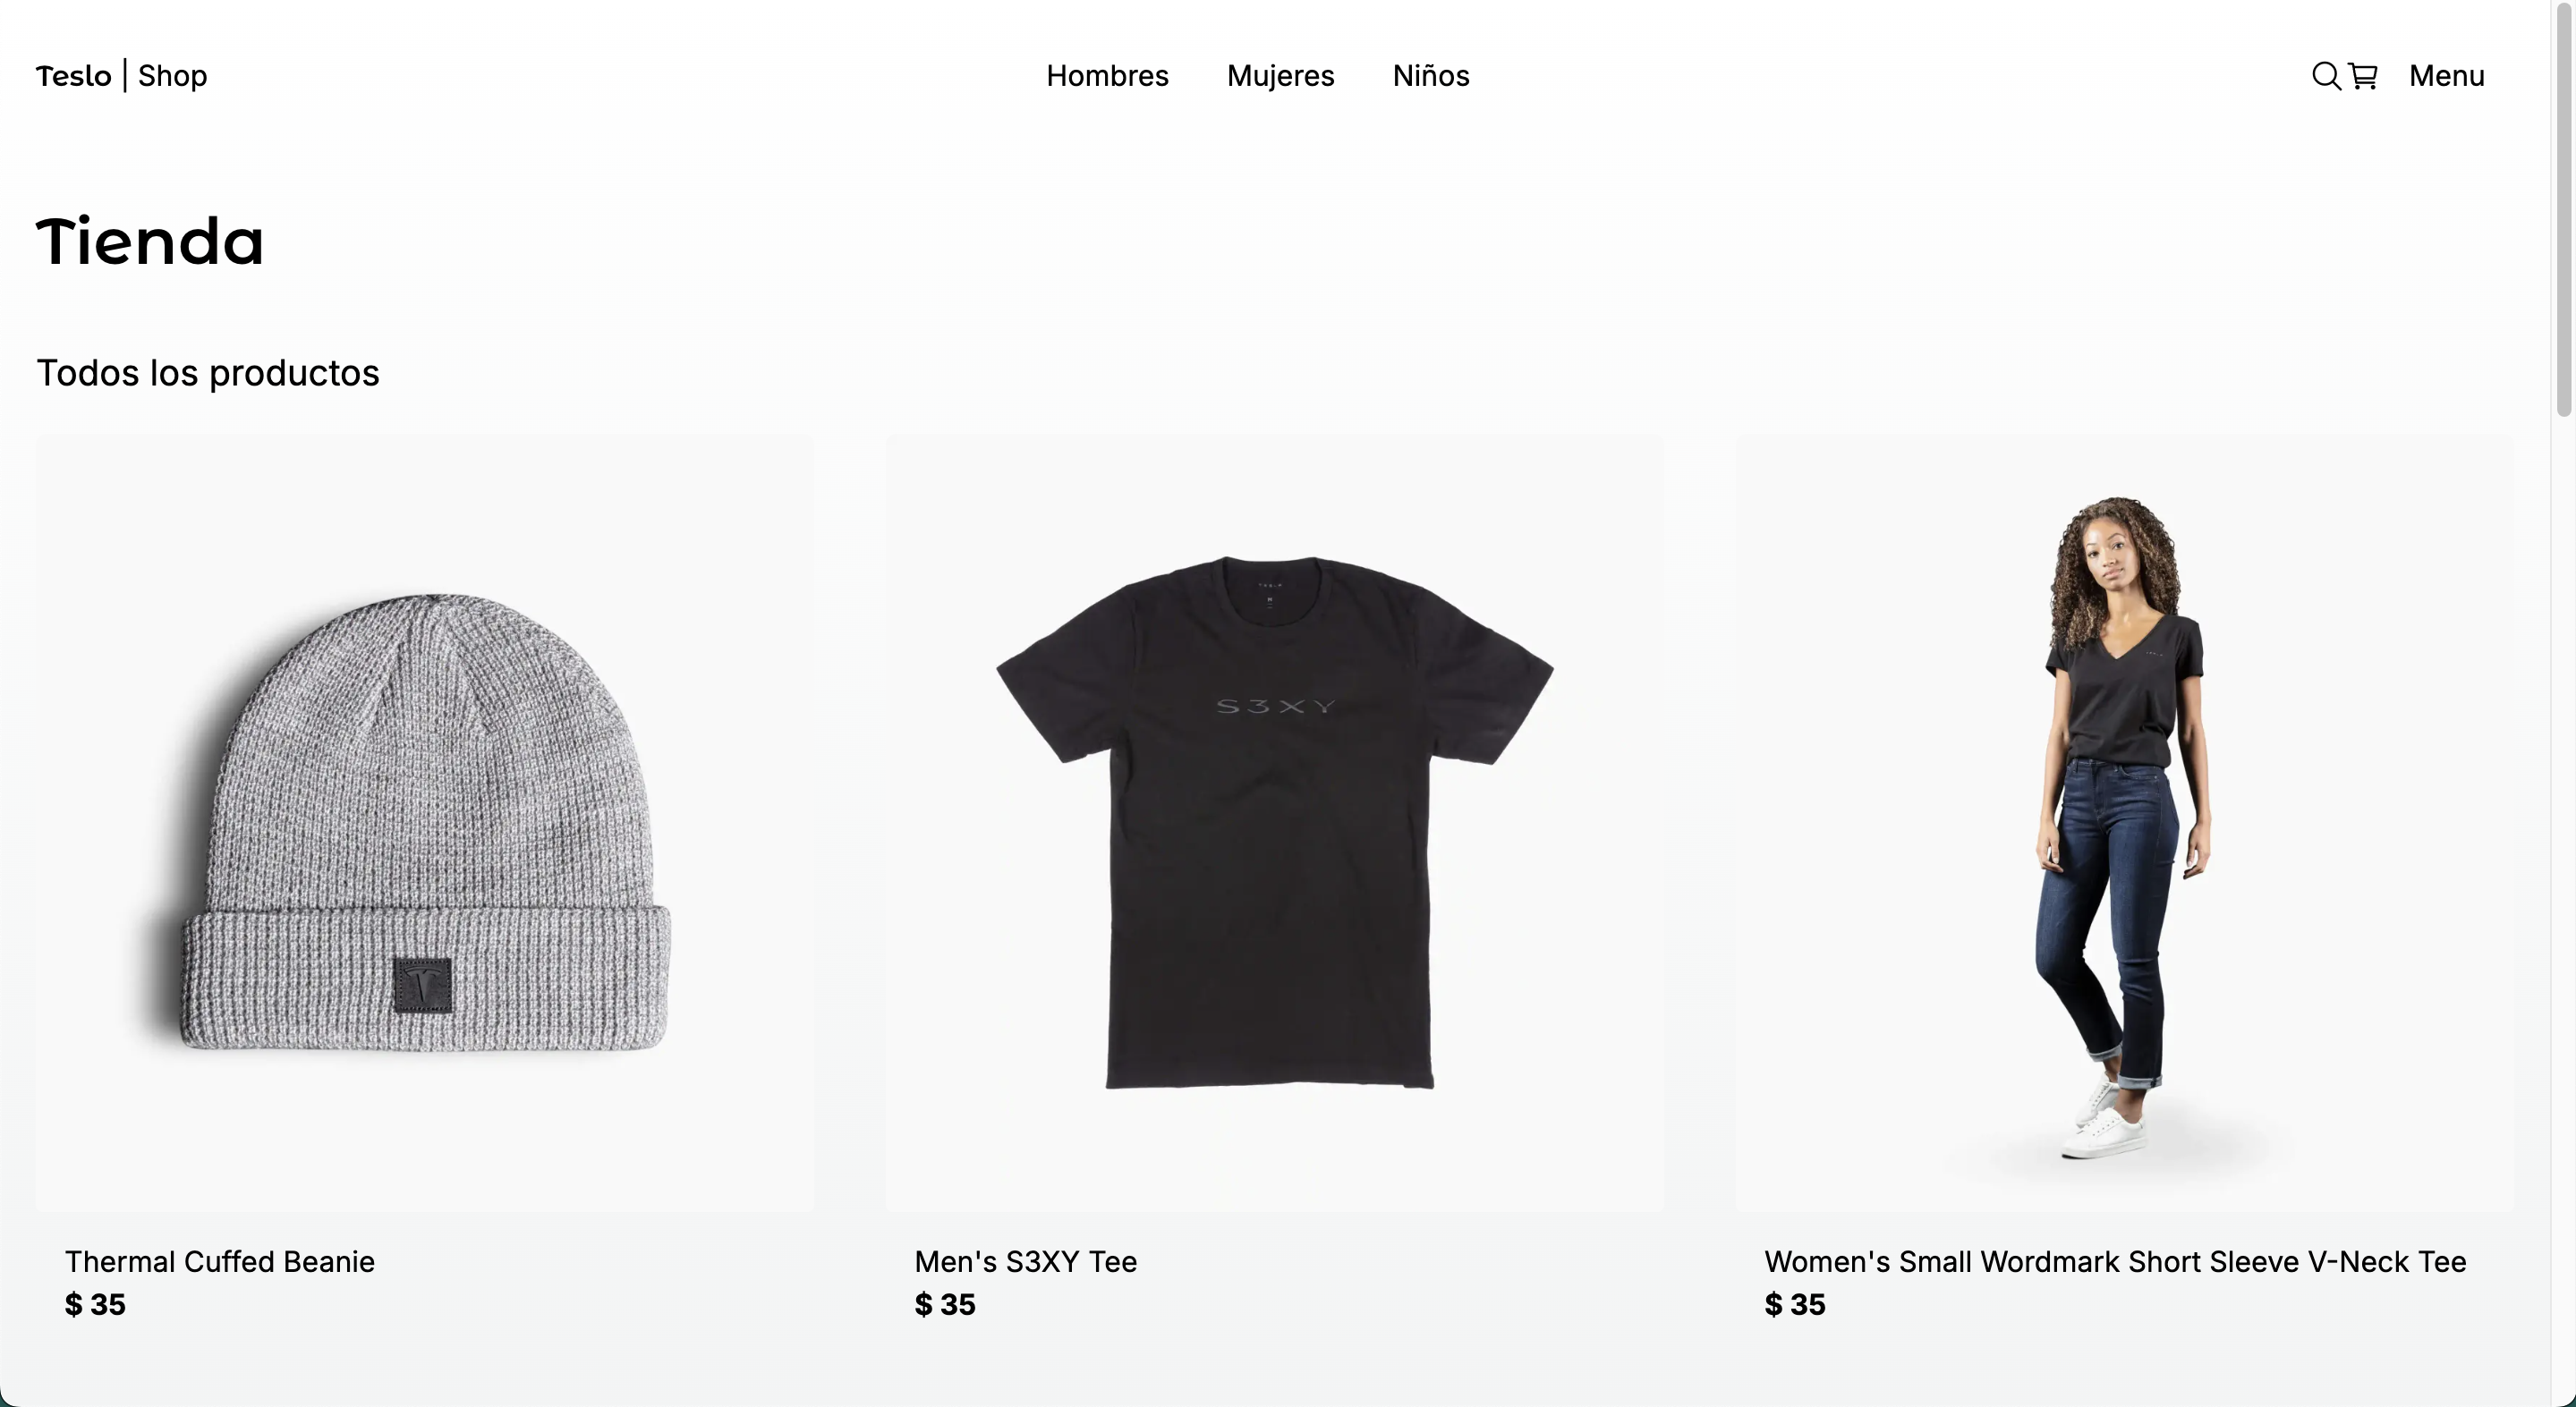 Teslo | Shop
Hombres
Mujeres
Niños
Menu
Tienda
Todos los productos
S3XY
Thermal Cuffed Beanie
$ 35
Men's S3XY Tee
$ 35
Women's Small Wordmark Short Sleeve V-Neck Tee
$ 35